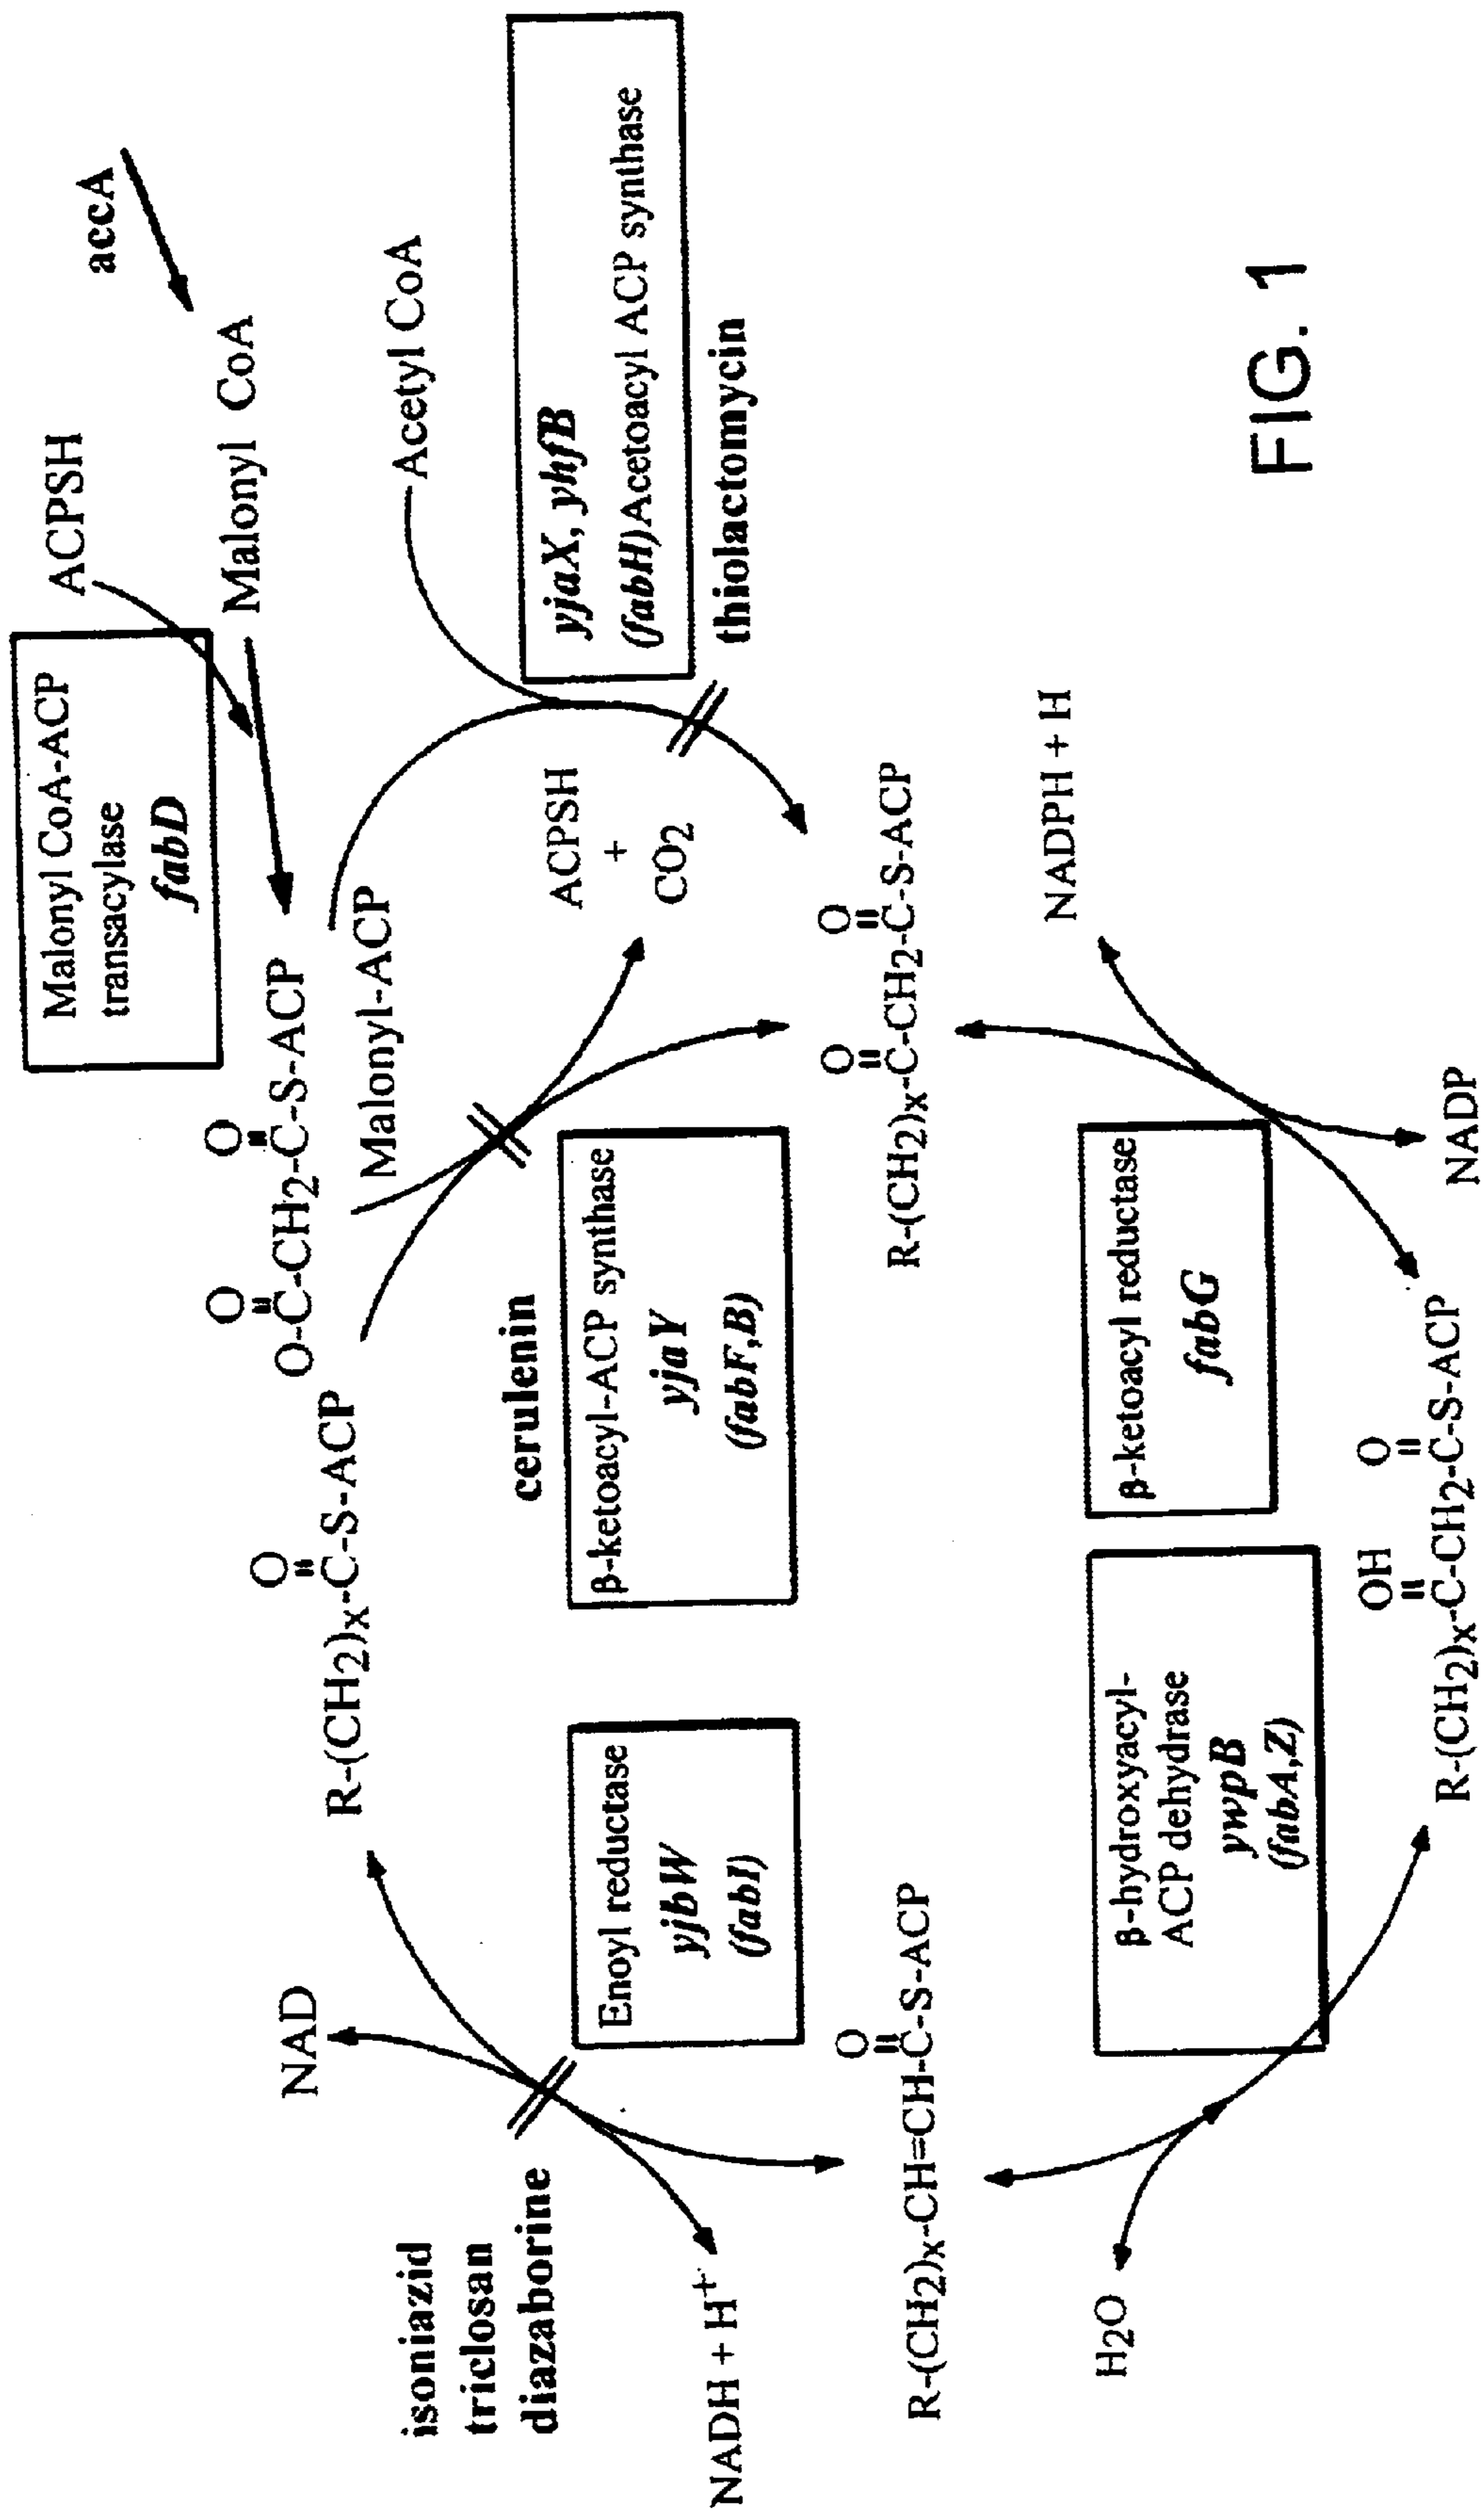 accA
ACPSH
Malonyl CoA-ACP
transacylase
fabD
Malonyl CoA
Acetyl CoA
O O
O-C-CH2-C-S-ACP
Malonyl-ACP
O
R-(CH2)x-C-S-ACP
NAD
isoniazid
triclosan
diazaborine
NADH + H+
Enoyl reductase
yjbW
(fabI)
cerulenin
β-ketoacyl-ACP synthase
yjaY
(fabF,B)
ACPSH
+
CO2
yjaX, yhfB
(fabH)Acetoacyl ACP synthase
thiolactomycin
O
R-(CH2)x-CH=CH-C-S-ACP
O O
R-(CH2)x-C-CH2-C-S-ACP
H2O
β-hydroxyacyl-
ACP dehydrase
ywpB
(fabA,Z)
β-ketoacyl reductase
fabG
NADPH + H
OH O
R-(CH2)x-C-CH2-C-S-ACP
NADP
FIG. 1